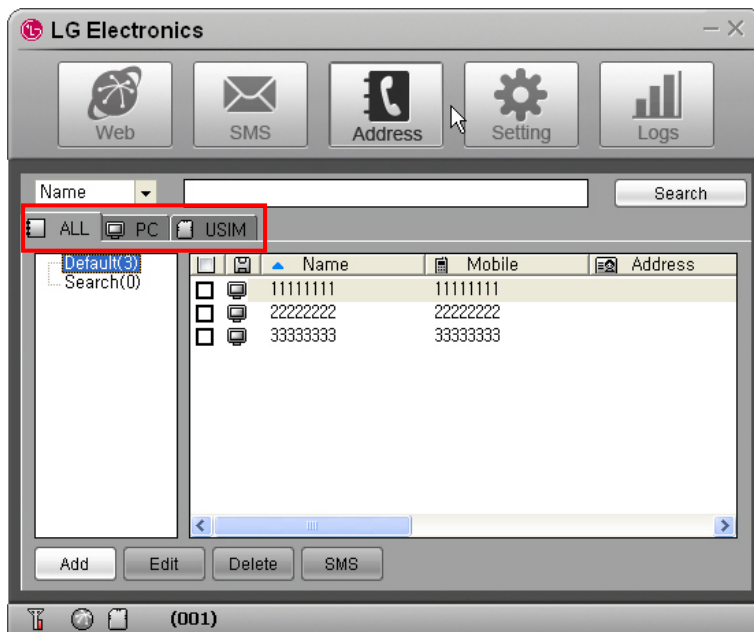 LG Electronics
Web SMS Address Setting Logs
Name Search
ALL PC USIM
Default(3)
Search(0)
Name Mobile Address
11111111 11111111
22222222 22222222
33333333 33333333
Add Edit Delete SMS
(001)